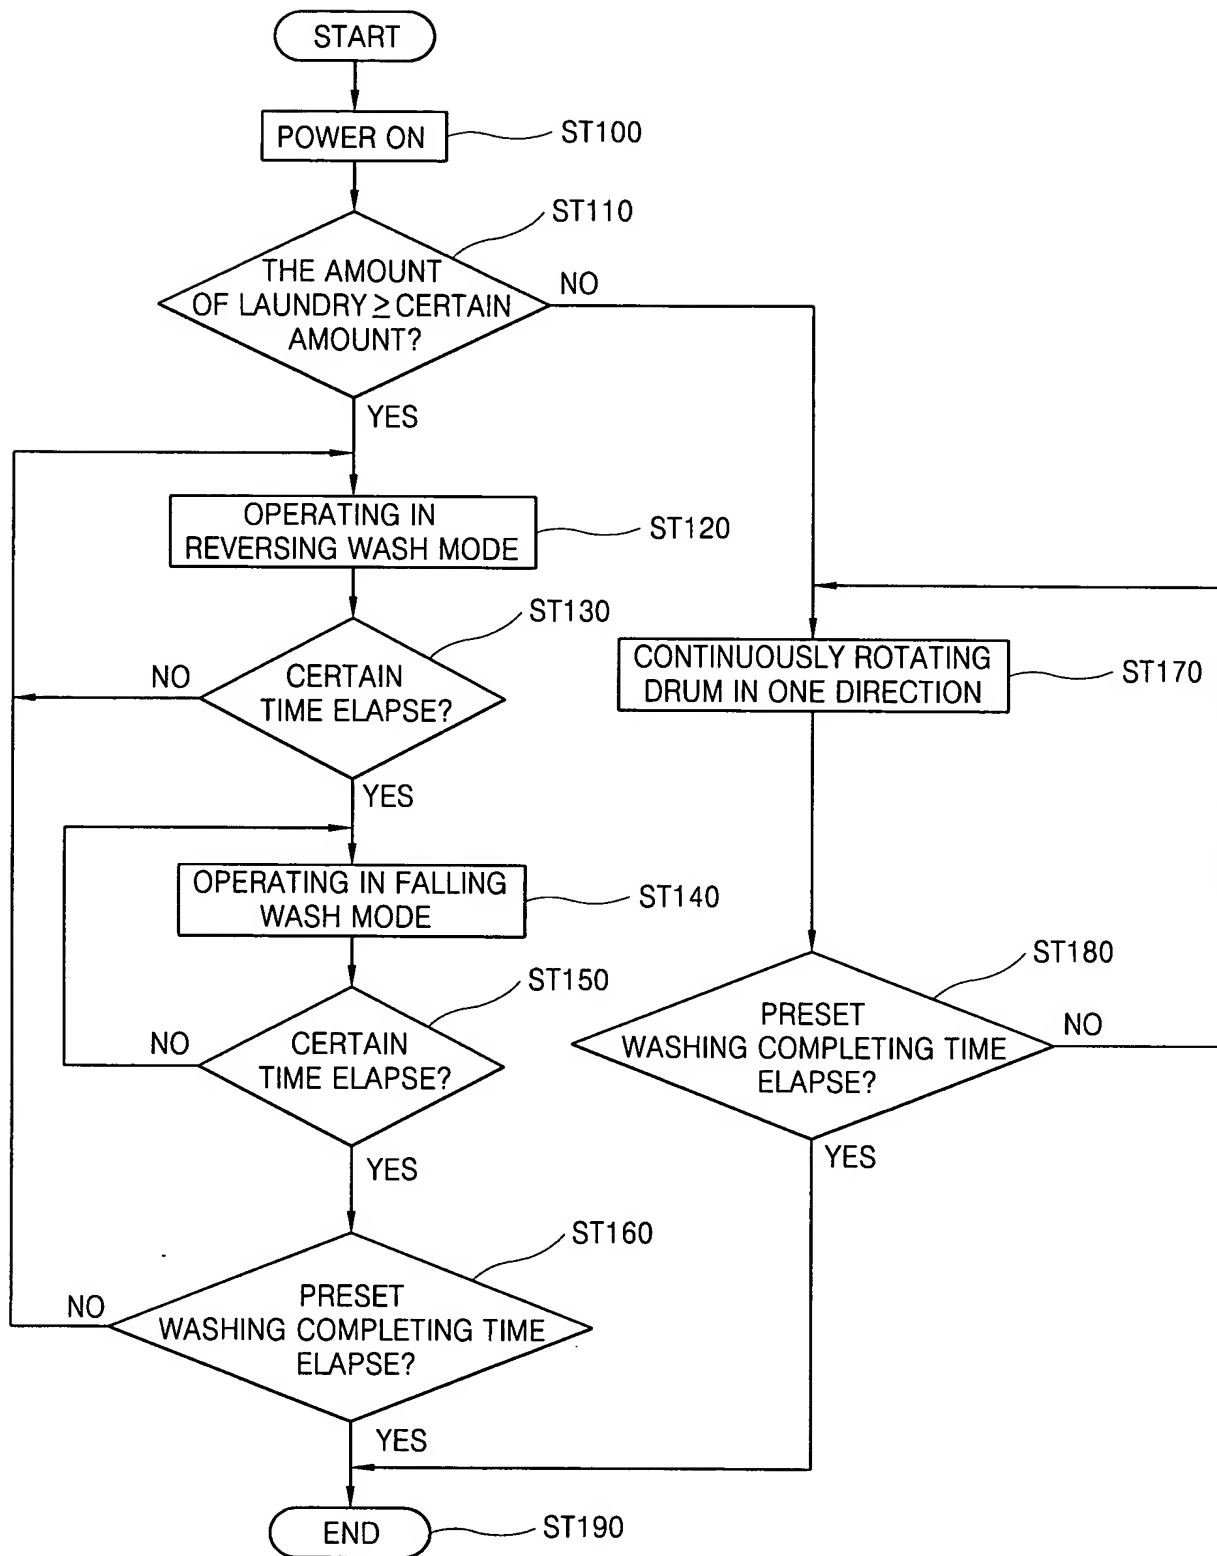 START
POWER ON
ST100
ST110
THE AMOUNT
OF LAUNDRY ≥ CERTAIN
AMOUNT?
NO
YES
OPERATING IN
REVERSING WASH MODE
ST120
ST130
CERTAIN
TIME ELAPSE?
NO
YES
CONTINUOUSLY ROTATING
DRUM IN ONE DIRECTION
ST170
OPERATING IN FALLING
WASH MODE
ST140
ST150
CERTAIN
TIME ELAPSE?
NO
YES
ST180
PRESET
WASHING COMPLETING TIME
ELAPSE?
NO
YES
ST160
PRESET
WASHING COMPLETING TIME
ELAPSE?
NO
YES
END
ST190